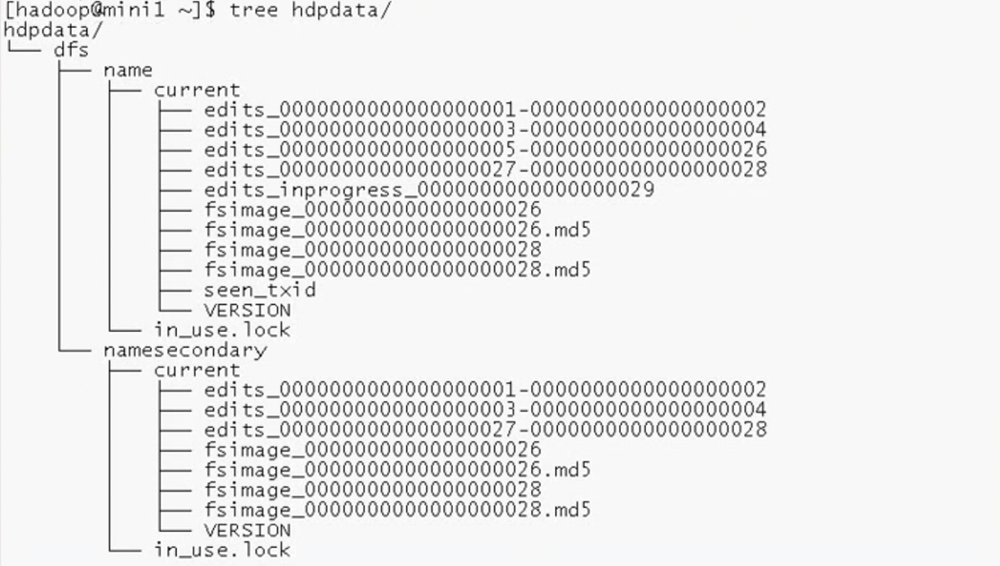 [hadoop@mini1 ~]$ tree hdpdata/
hdpdata/
└── dfs
    ├── name
    │   ├── current
    │   │   ├── edits_0000000000000000001-0000000000000000002
    │   │   ├── edits_0000000000000000003-0000000000000000004
    │   │   ├── edits_0000000000000000005-0000000000000000026
    │   │   ├── edits_0000000000000000027-0000000000000000028
    │   │   ├── edits_inprogress_0000000000000000029
    │   │   ├── fsimage_0000000000000000026
    │   │   ├── fsimage_0000000000000000026.md5
    │   │   ├── fsimage_0000000000000000028
    │   │   ├── fsimage_0000000000000000028.md5
    │   │   ├── seen_txid
    │   │   └── VERSION
    │   └── in_use.lock
    └── namesecondary
        ├── current
        │   ├── edits_0000000000000000001-0000000000000000002
        │   ├── edits_0000000000000000003-0000000000000000004
        │   ├── edits_0000000000000000027-0000000000000000028
        │   ├── fsimage_0000000000000000026
        │   ├── fsimage_0000000000000000026.md5
        │   ├── fsimage_0000000000000000028
        │   ├── fsimage_0000000000000000028.md5
        │   └── VERSION
        └── in_use.lock